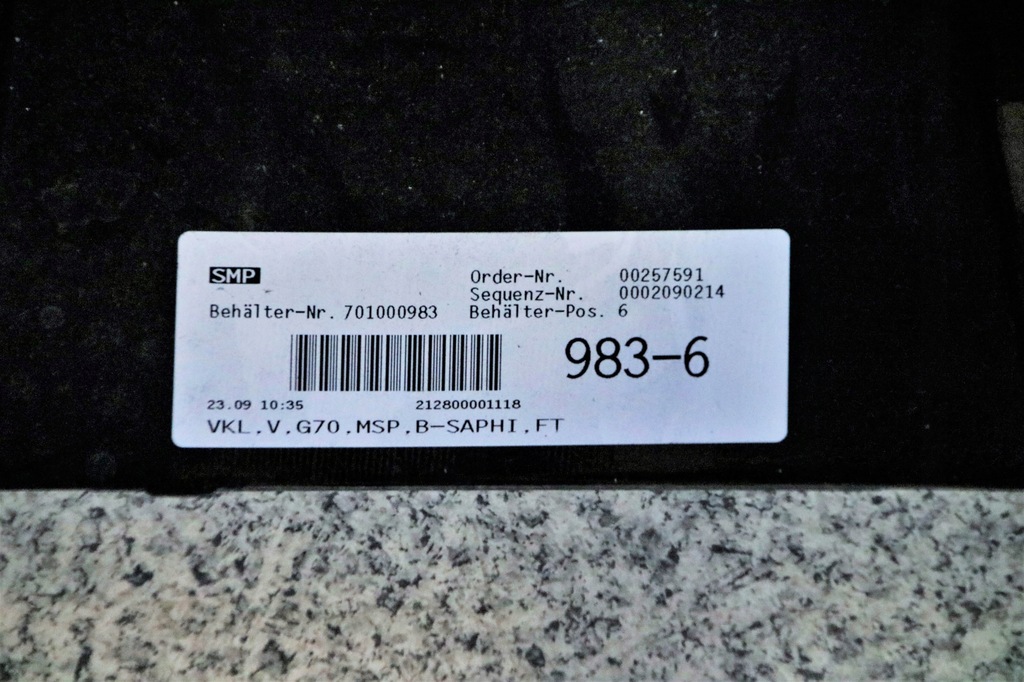 SMP
Order-Nr. 00257591
Sequenz-Nr. 0002090214
Behälter-Nr. 701000983 Behälter-Pos. 6
983-6
23.09 10:35 212800001118
VKL,V,G70,MSP,B-SAPHI,FT